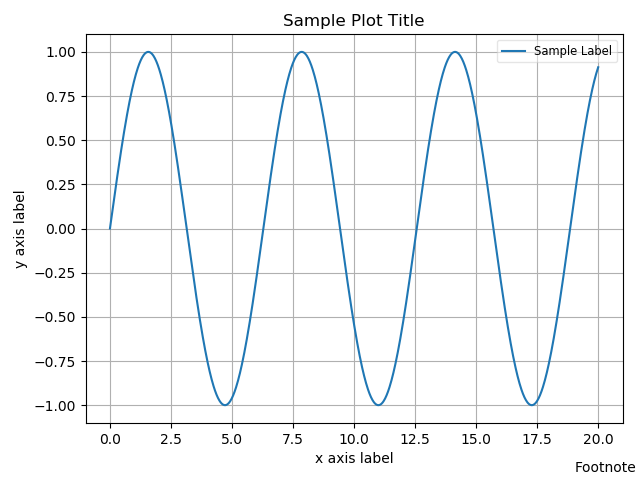 Sample Plot Title
Sample Label
1.00
0.75
0.50
0.25
0.00
−0.25
−0.50
−0.75
−1.00
y axis label
0.0 2.5 5.0 7.5 10.0 12.5 15.0 17.5 20.0
x axis label
Footnote